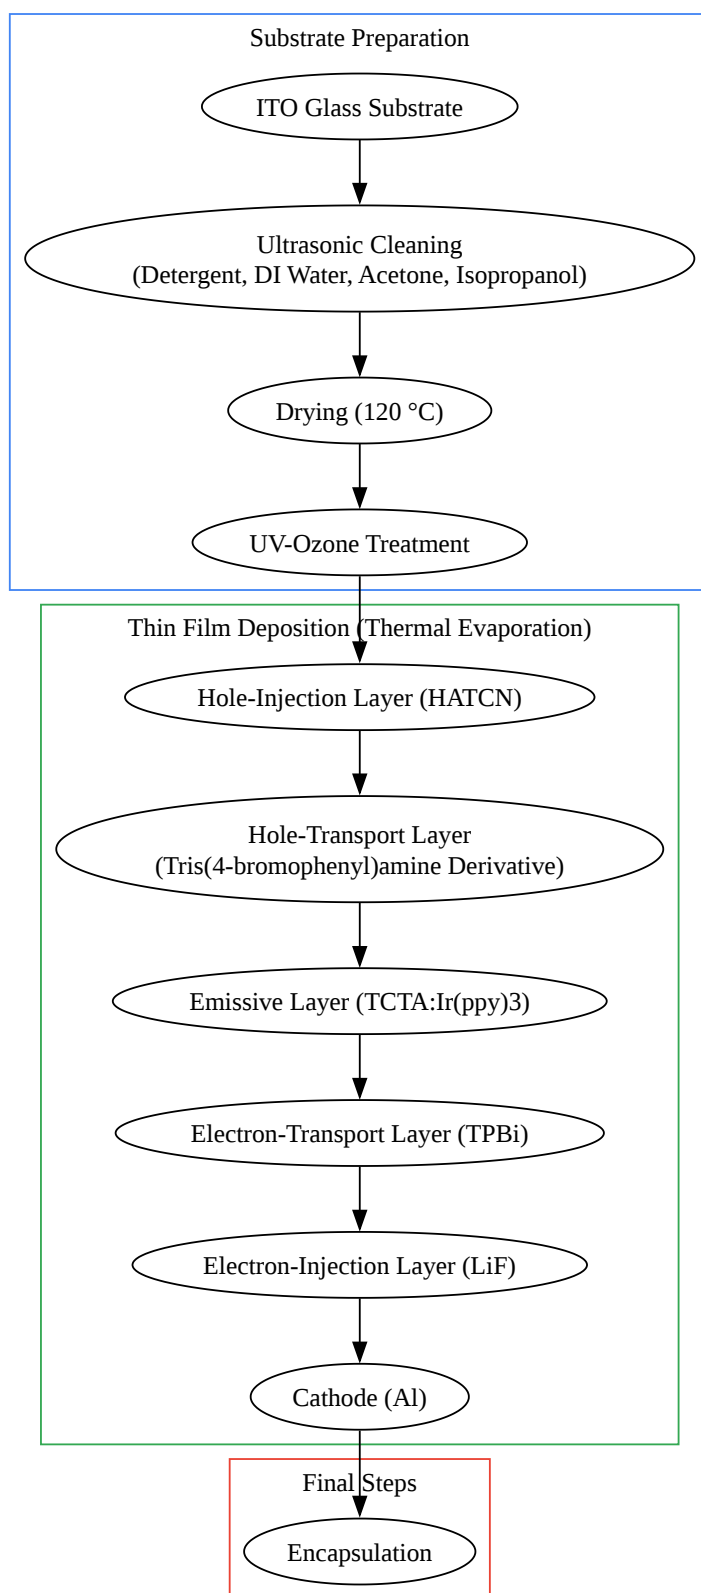 Substrate Preparation
ITO Glass Substrate
Ultrasonic Cleaning
(Detergent, DI Water, Acetone, Isopropanol)
Drying (120 °C)
UV-Ozone Treatment
Thin Film Deposition (Thermal Evaporation)
Hole-Injection Layer (HATCN)
Hole-Transport Layer
(Tris(4-bromophenyl)amine Derivative)
Emissive Layer (TCTA:Ir(ppy)3)
Electron-Transport Layer (TPBi)
Electron-Injection Layer (LiF)
Cathode (Al)
Final Steps
Encapsulation